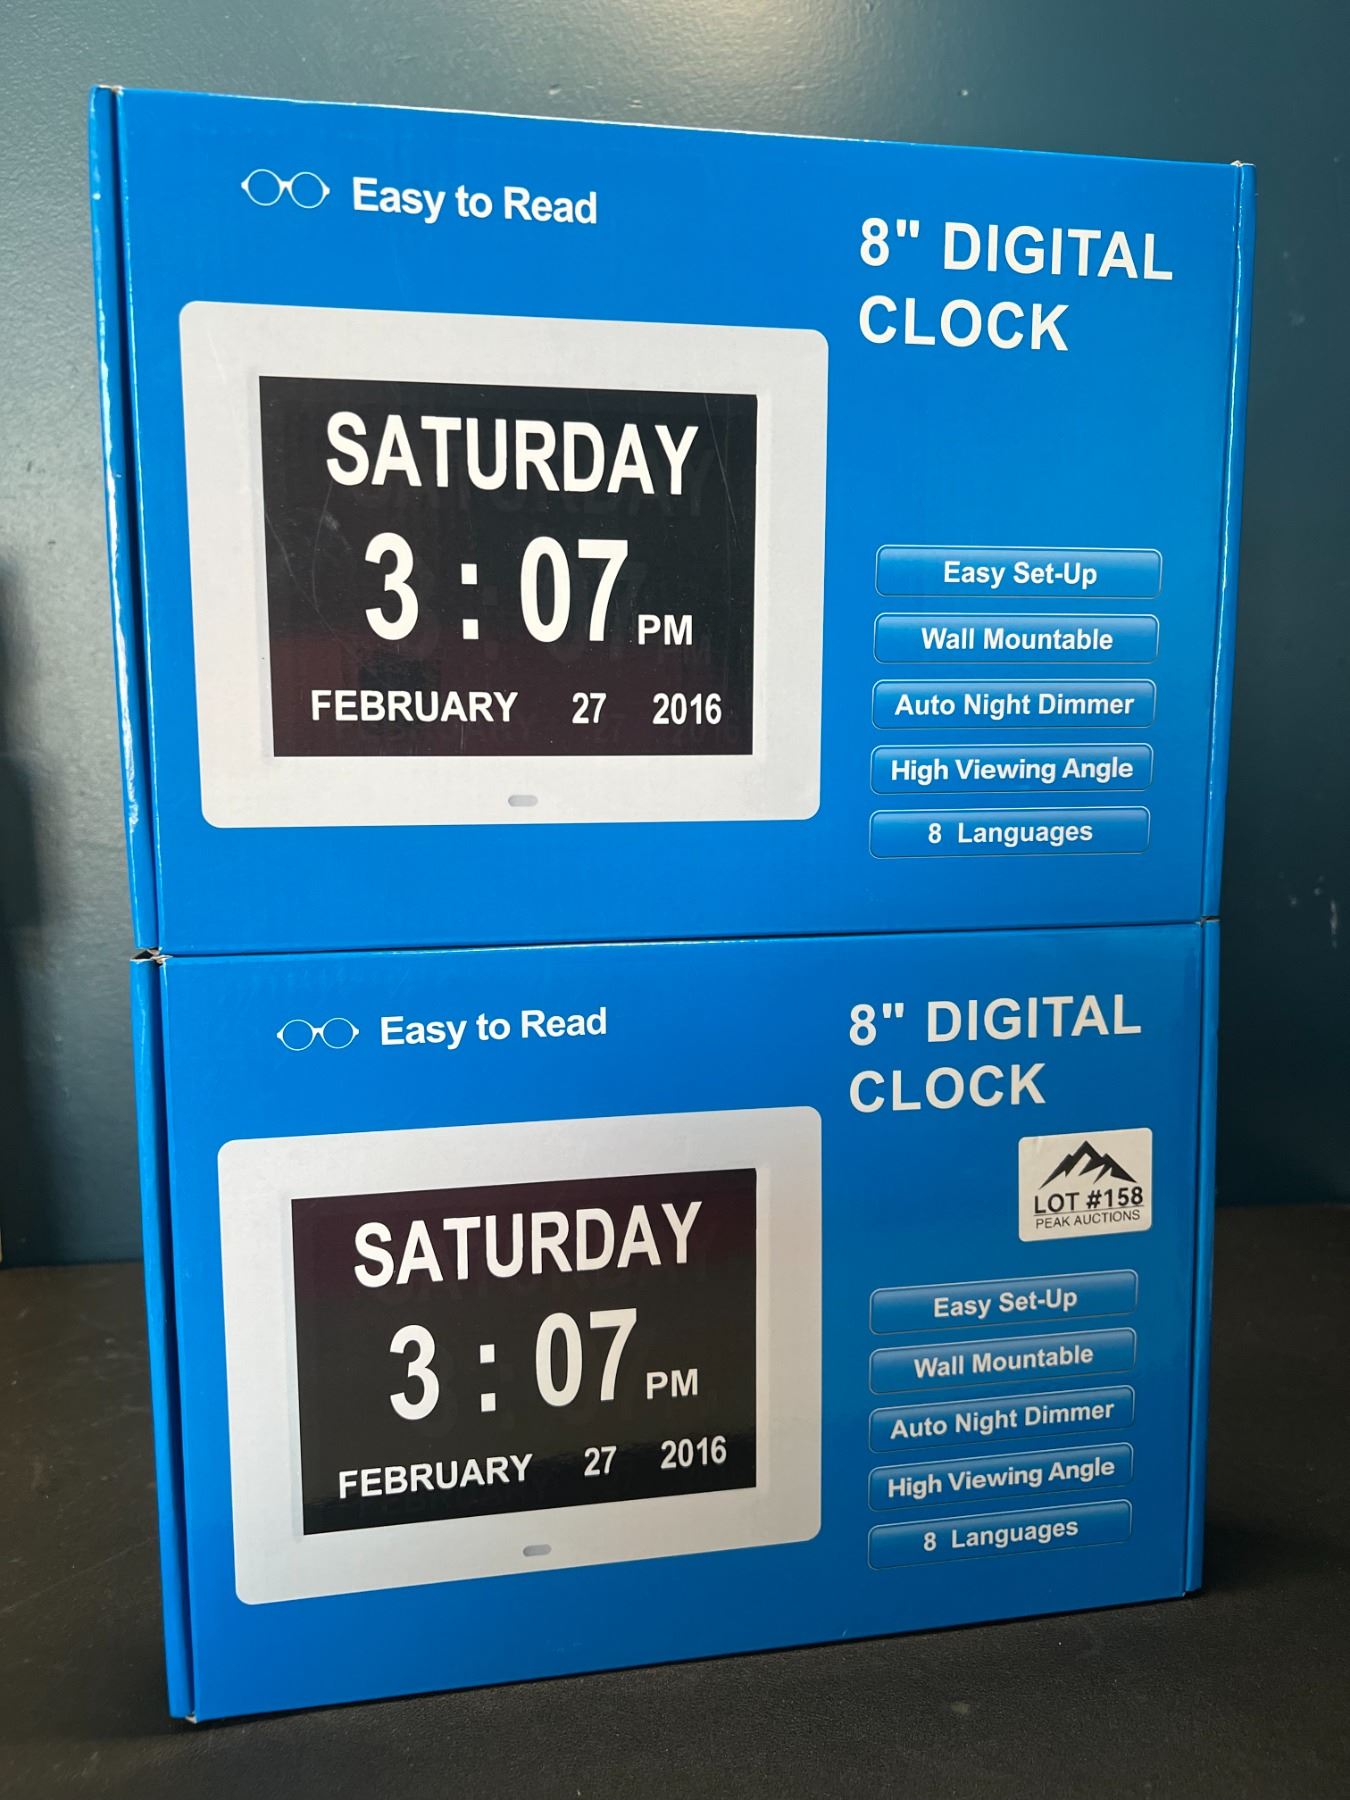 Easy to Read
8" DIGITAL
CLOCK
SATURDAY
3 : 07 PM
FEBRUARY 27 2016
Easy Set-Up
Wall Mountable
Auto Night Dimmer
High Viewing Angle
8 Languages
Easy to Read
8" DIGITAL
CLOCK
LOT #158
PEAK AUCTIONS
SATURDAY
3 : 07 PM
FEBRUARY 27 2016
Easy Set-Up
Wall Mountable
Auto Night Dimmer
High Viewing Angle
8 Languages